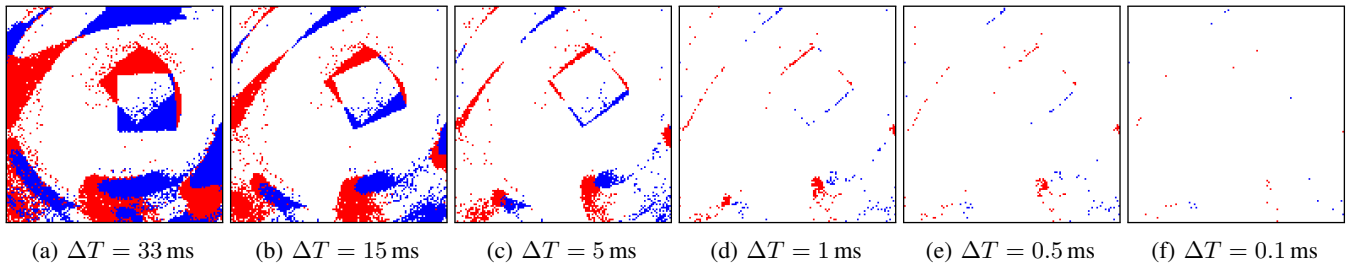 (a) ΔT = 33 ms (b) ΔT = 15 ms (c) ΔT = 5 ms (d) ΔT = 1 ms (e) ΔT = 0.5 ms (f) ΔT = 0.1 ms